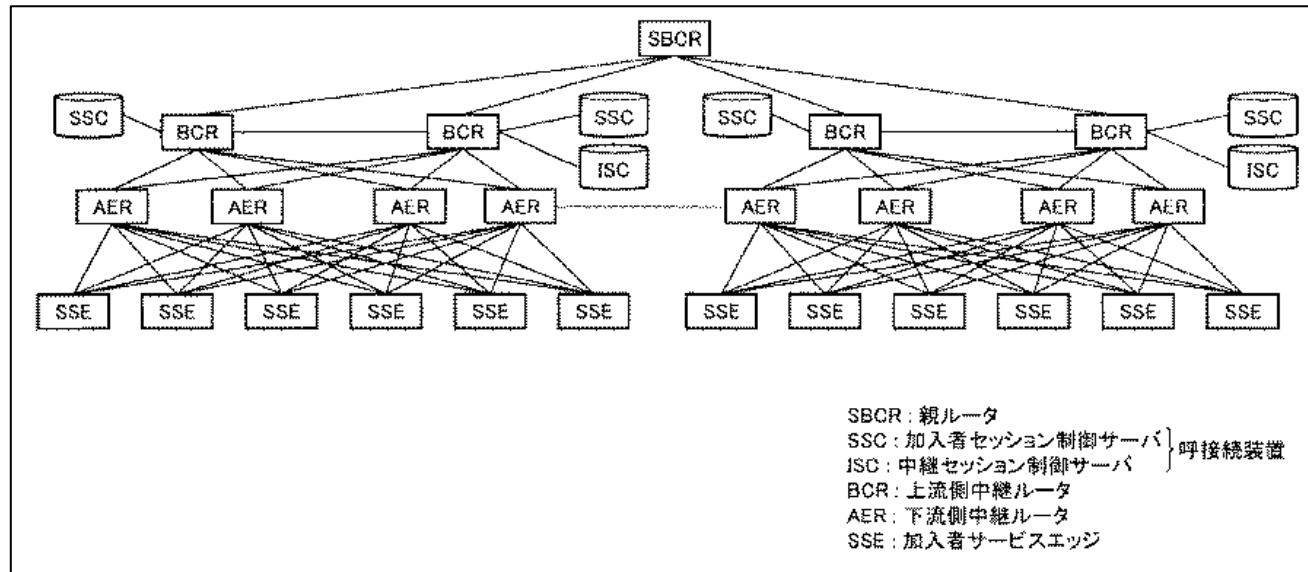 SBCR
SSC BCR BCR SSC SSC BCR BCR SSC
ISC ISC
AER AER AER AER AER AER AER AER
SSE SSE SSE SSE SSE SSE SSE SSE SSE SSE SSE SSE
SBCR : 親ルータ
SSC : 加入者セッション制御サーバ
ISC : 中継セッション制御サーバ
呼接続装置
BCR : 上流側中継ルータ
AER : 下流側中継ルータ
SSE : 加入者サービスエッジ